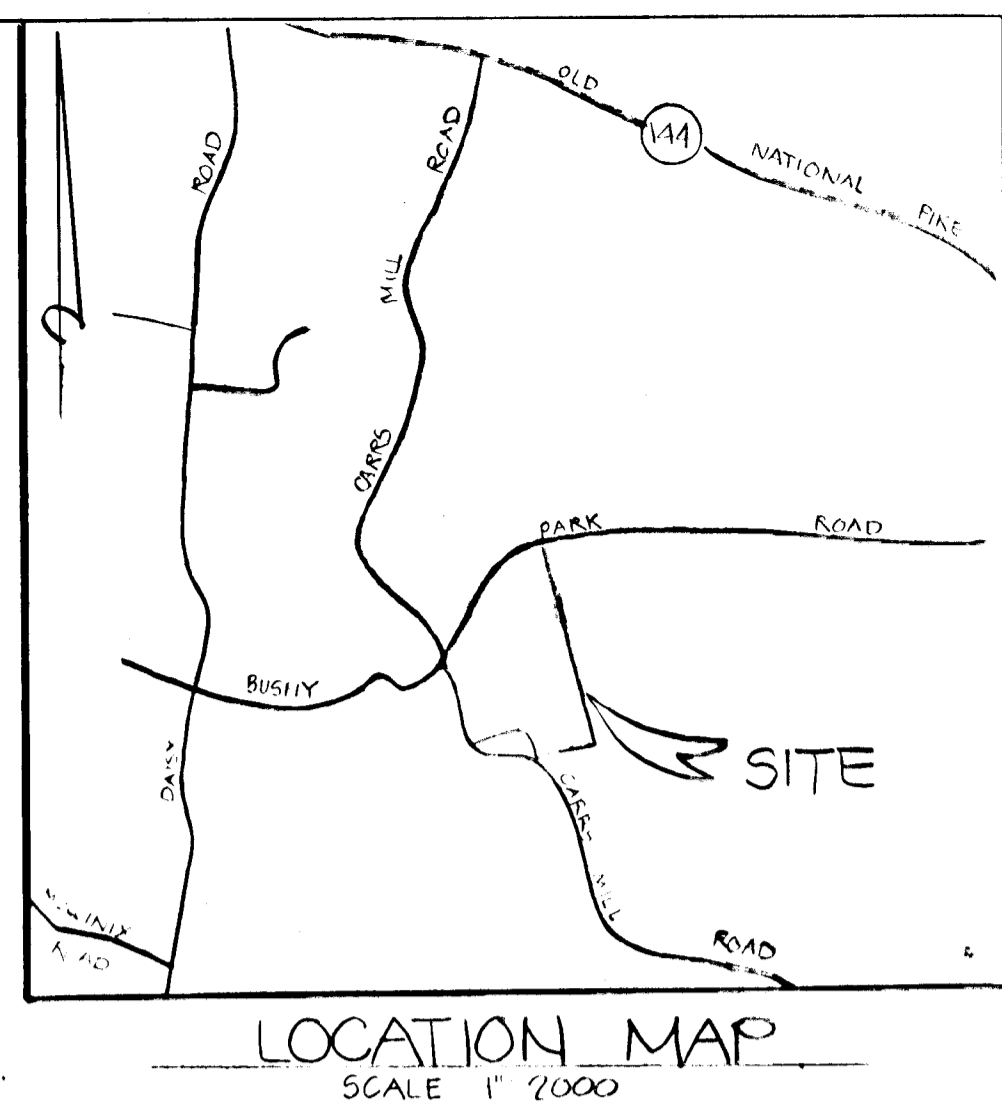 OLD
144
NATIONAL
PIKE
ROAD
MILL
CARRS
ROAD
DAISY
PARK
ROAD
BUSHY
SITE
CARRS
MILL
ROAD
LOCATION MAP
SCALE 1" 2000